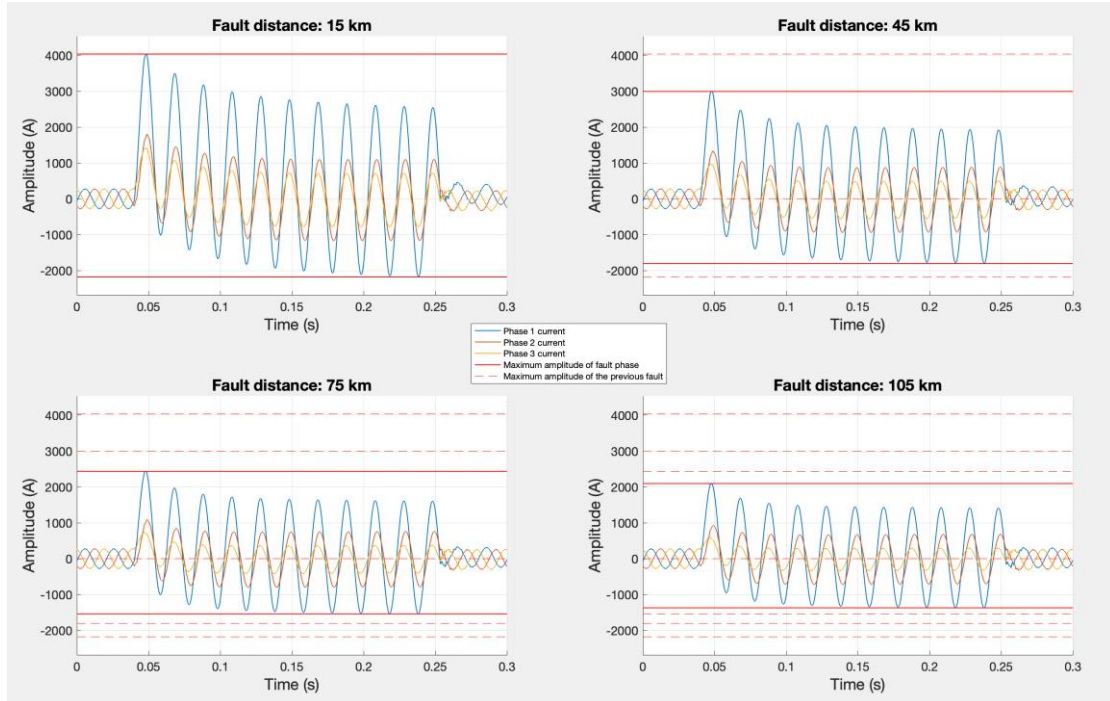 Fault distance: 15 km
4000
3000
2000
1000
0
-1000
-2000
Amplitude (A)
0 0.05 0.1 0.15 0.2 0.25 0.3
Time (s)
Fault distance: 45 km
4000
3000
2000
1000
0
-1000
-2000
Amplitude (A)
0 0.05 0.1 0.15 0.2 0.25 0.3
Time (s)
Phase 1 current
Phase 2 current
Phase 3 current
Maximum amplitude of fault phase
Maximum amplitude of the previous fault
Fault distance: 75 km
4000
3000
2000
1000
0
-1000
-2000
Amplitude (A)
0 0.05 0.1 0.15 0.2 0.25 0.3
Time (s)
Fault distance: 105 km
4000
3000
2000
1000
0
-1000
-2000
Amplitude (A)
0 0.05 0.1 0.15 0.2 0.25 0.3
Time (s)